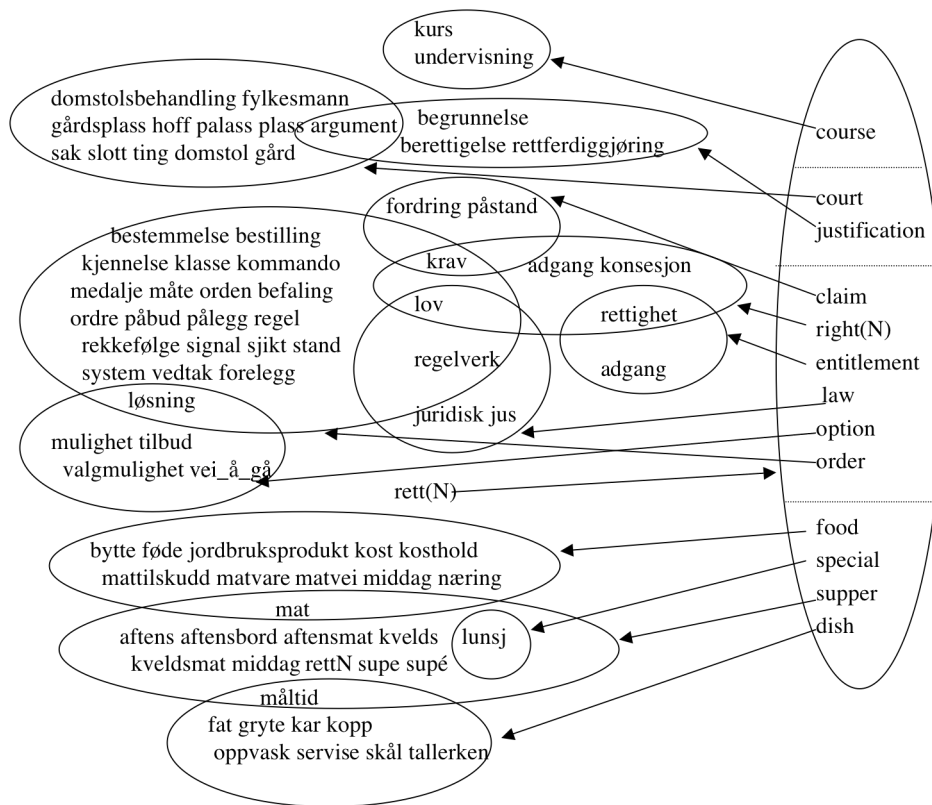 kurs
undervisning
domstolsbehandling fylkesmann
gårdsplass hoff palass plass argument
sak slott ting domstol gård
begrunnelse
berettigelse rettferdiggjøring
fordring påstand
krav
adgang konsesjon
bestemmelse bestilling
kjennelse klasse kommando
medalje måte orden befaling
ordre påbud pålegg regel
rekkefølge signal sjikt stand
system vedtak forelegg
lov
rettighet
regelverk
adgang
juridisk jus
løsning
mulighet tilbud
valgmulighet vei_å_gå
rett(N)
bytte føde jordbruksprodukt kost kosthold
mattilskudd matvare matvei middag næring
mat
aftens aftensbord aftensmat kvelds
kveldsmat middag rettN supe supé
lunsj
måltid
fat gryte kar kopp
oppvask servise skål tallerken
course
court
justification
claim
right(N)
entitlement
law
option
order
food
special
supper
dish